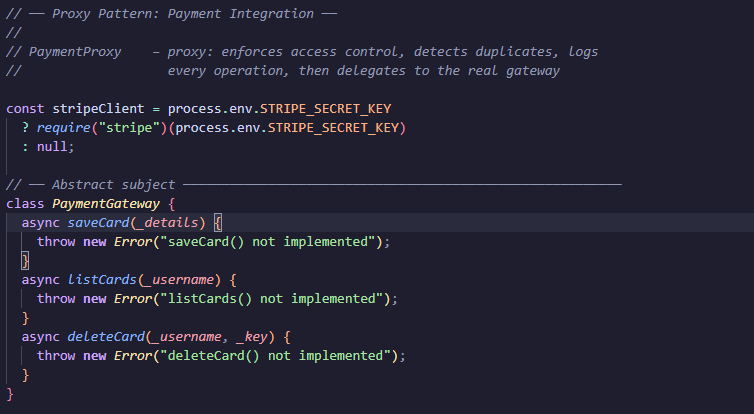 // ── Proxy Pattern: Payment Integration ──
//
// PaymentProxy    – proxy: enforces access control, detects duplicates, logs
//                   every operation, then delegates to the real gateway

const stripeClient = process.env.STRIPE_SECRET_KEY
  ? require("stripe")(process.env.STRIPE_SECRET_KEY)
  : null;

// ── Abstract subject ──────────────────────────────────────────────────────────
class PaymentGateway {
  async saveCard(_details) {
    throw new Error("saveCard() not implemented");
  }
  async listCards(_username) {
    throw new Error("listCards() not implemented");
  }
  async deleteCard(_username, _key) {
    throw new Error("deleteCard() not implemented");
  }
}